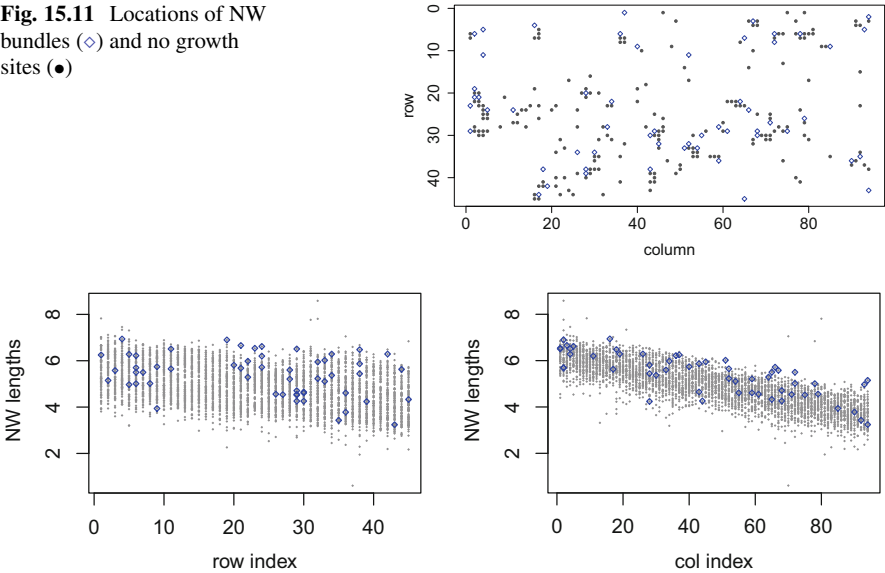 Fig. 15.11 Locations of NW
bundles (◇) and no growth
sites (●)
0
10
20
30
40
row
0 20 40 60 80
column
8
6
4
2
NW lengths
0 10 20 30 40
row index
8
6
4
2
NW lengths
0 20 40 60 80
col index